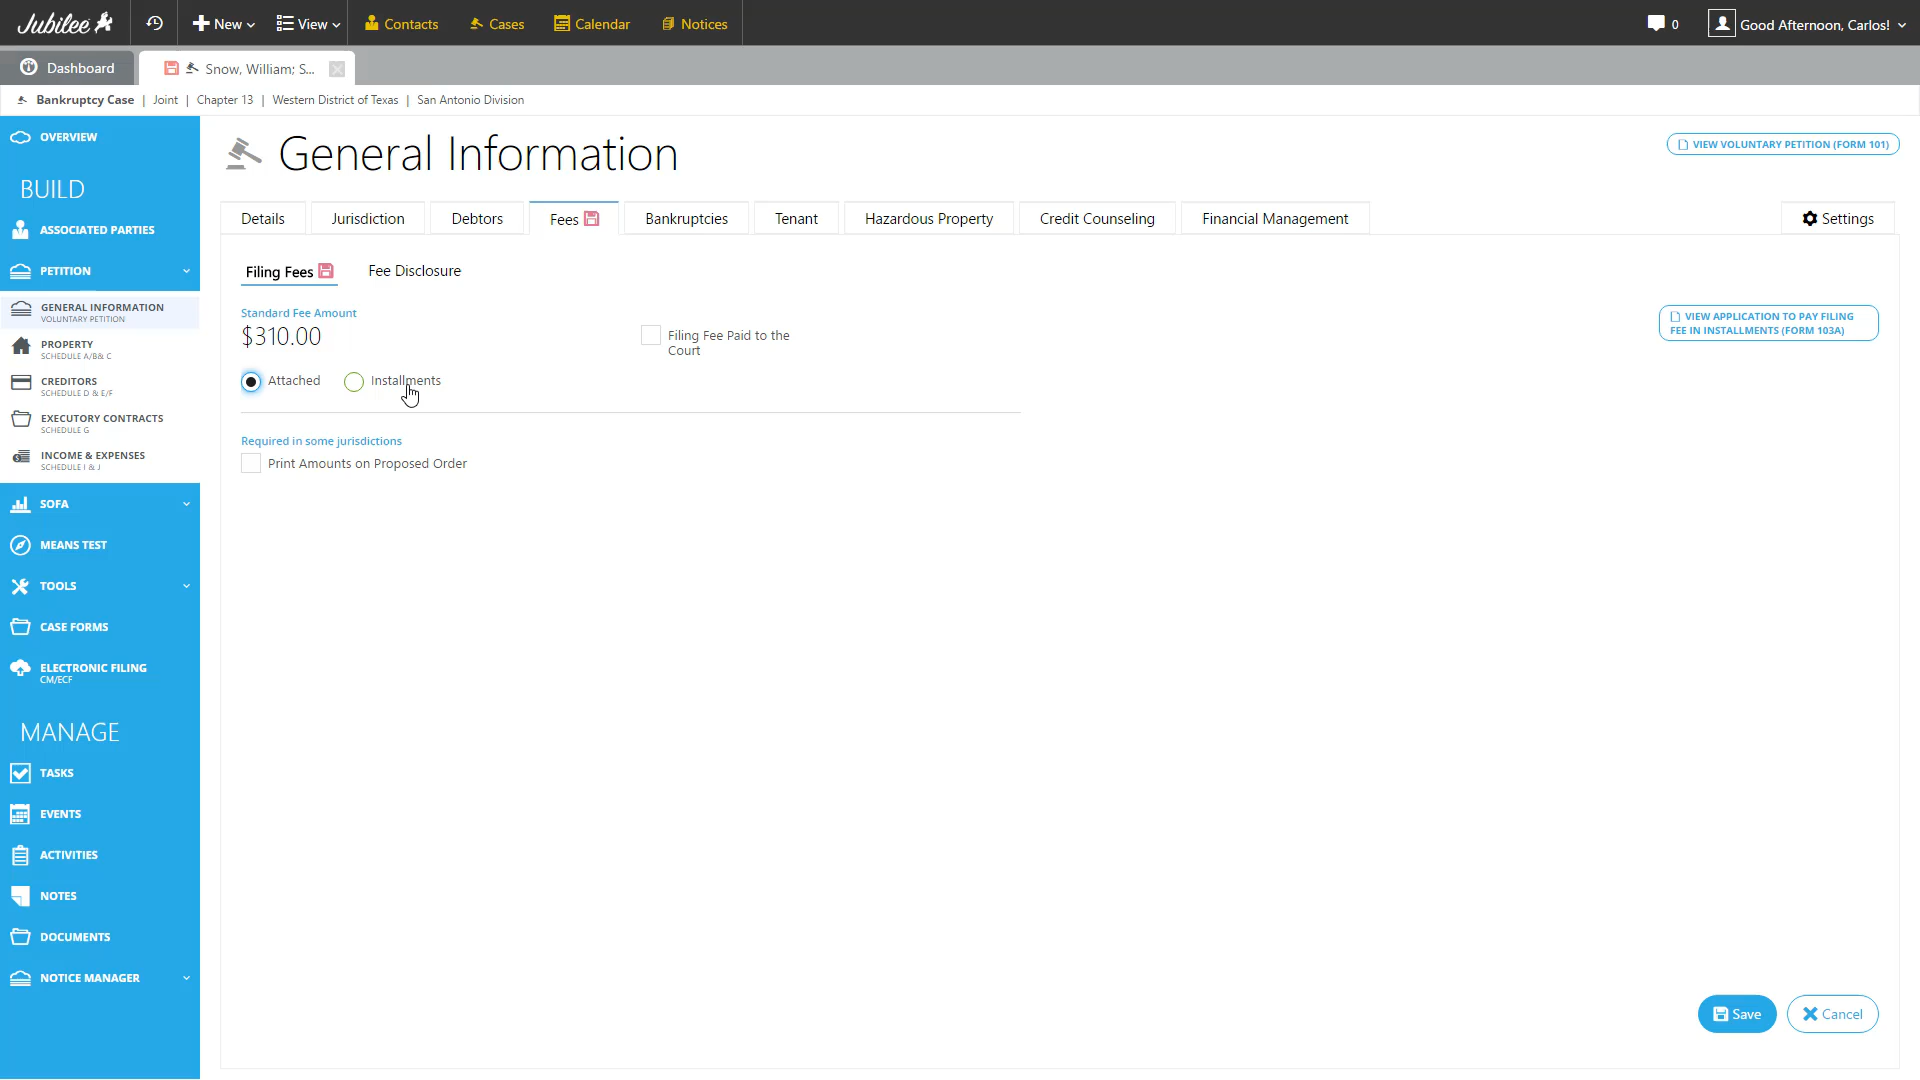 Jubilee
New
View
Contacts
Cases
Calendar
Notices
0
Good Afternoon, Carlos!
Dashboard
Snow, William; S...
Bankruptcy Case | Joint | Chapter 13 | Western District of Texas | San Antonio Division
OVERVIEW
BUILD
ASSOCIATED PARTIES
PETITION
GENERAL INFORMATION
VOLUNTARY PETITION
PROPERTY
SCHEDULE A/B& C
CREDITORS
SCHEDULE D & E/F
EXECUTORY CONTRACTS
SCHEDULE G
INCOME & EXPENSES
SCHEDULE I & J
SOFA
MEANS TEST
TOOLS
CASE FORMS
ELECTRONIC FILING
CM/ECF
MANAGE
TASKS
EVENTS
ACTIVITIES
NOTES
DOCUMENTS
NOTICE MANAGER
General Information
VIEW VOLUNTARY PETITION (FORM 101)
Details
Jurisdiction
Debtors
Fees
Bankruptcies
Tenant
Hazardous Property
Credit Counseling
Financial Management
Settings
Filing Fees
Fee Disclosure
Standard Fee Amount
$310.00
Filing Fee Paid to the
Court
VIEW APPLICATION TO PAY FILING
FEE IN INSTALLMENTS (FORM 103A)
Attached
Installments
Required in some jurisdictions
Print Amounts on Proposed Order
Save
Cancel